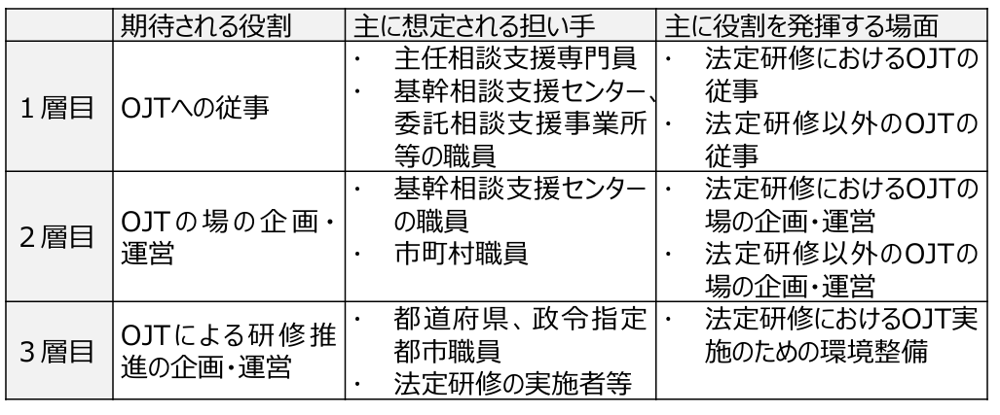 期待される役割 主に想定される担い手 主に役割を発揮する場面
1層目
OJTへの従事
・ 主任相談支援専門員
・ 基幹相談支援センター、
委託相談支援事業所
等の職員
・ 法定研修におけるOJTの
従事
・ 法定研修以外のOJTの
従事
2層目
OJTの場の企画・
運営
・ 基幹相談支援センター
の職員
・ 市町村職員
・ 法定研修におけるOJTの
場の企画・運営
・ 法定研修以外のOJTの
場の企画・運営
3層目
OJTによる研修推
進の企画・運営
・ 都道府県、政令指定
都市職員
・ 法定研修の実施者等
・ 法定研修におけるOJT実
施のための環境整備